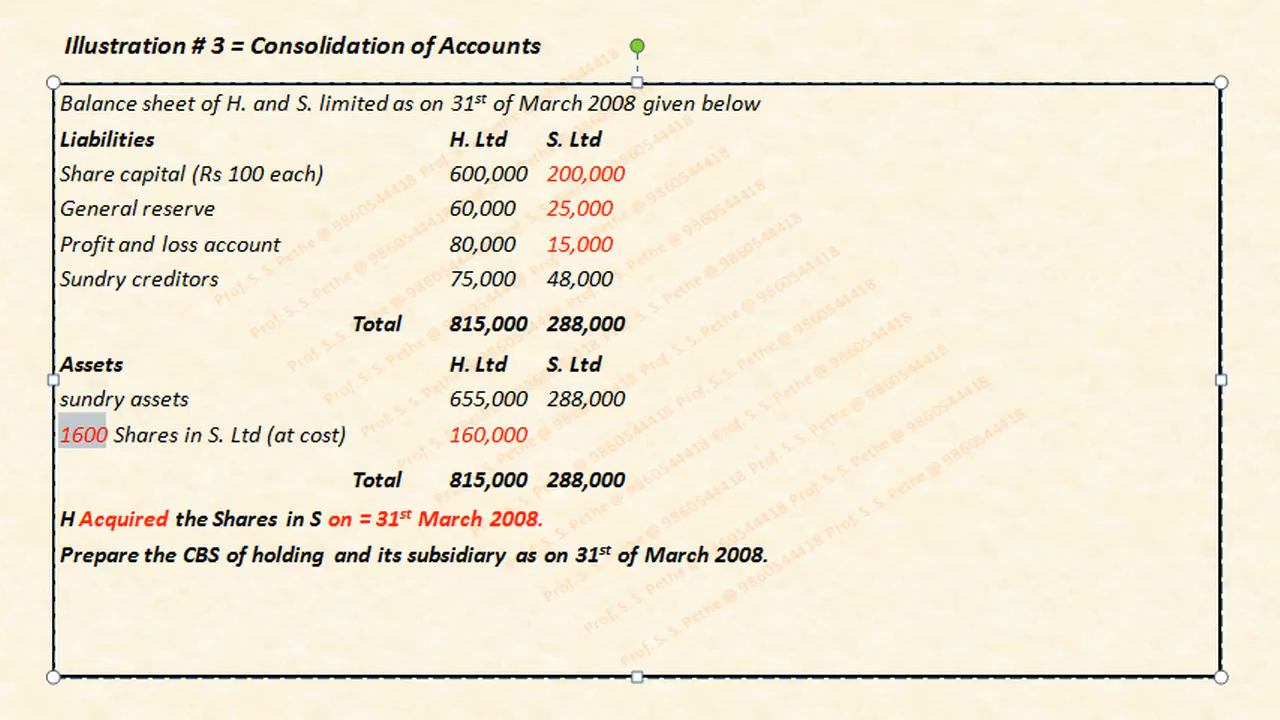 Illustration # 3 = Consolidation of Accounts
Balance sheet of H. and S. limited as on 31st of March 2008 given below
Liabilities H. Ltd S. Ltd
Share capital (Rs 100 each) 600,000 200,000
General reserve 60,000 25,000
Profit and loss account 80,000 15,000
Sundry creditors 75,000 48,000
Total 815,000 288,000
Assets H. Ltd S. Ltd
sundry assets 655,000 288,000
1600 Shares in S. Ltd (at cost) 160,000
Total 815,000 288,000
H Acquired the Shares in S on = 31st March 2008.
Prepare the CBS of holding and its subsidiary as on 31st of March 2008.
Prof. S. S. Pethe @ 9860544418